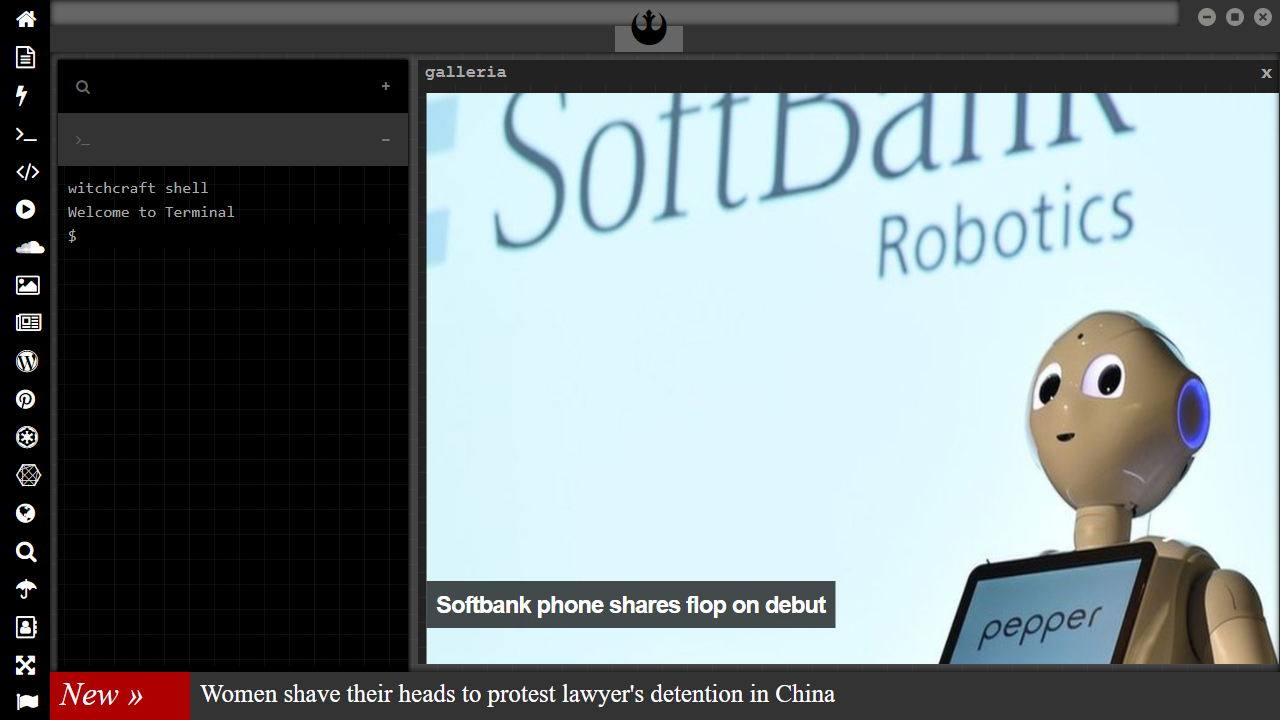 galleria
x
witchcraft shell
Welcome to Terminal
$
SoftBank
Robotics
pepper
Softbank phone shares flop on debut
New »
Women shave their heads to protest lawyer's detention in China